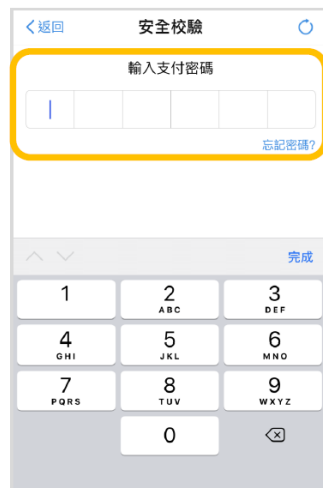 返回 安全校驗
輸入支付密碼
忘記密碼?
完成
1 2 3
ABC DEF
4 5 6
GHI JKL MNO
7 8 9
PQRS TUV WXYZ
0